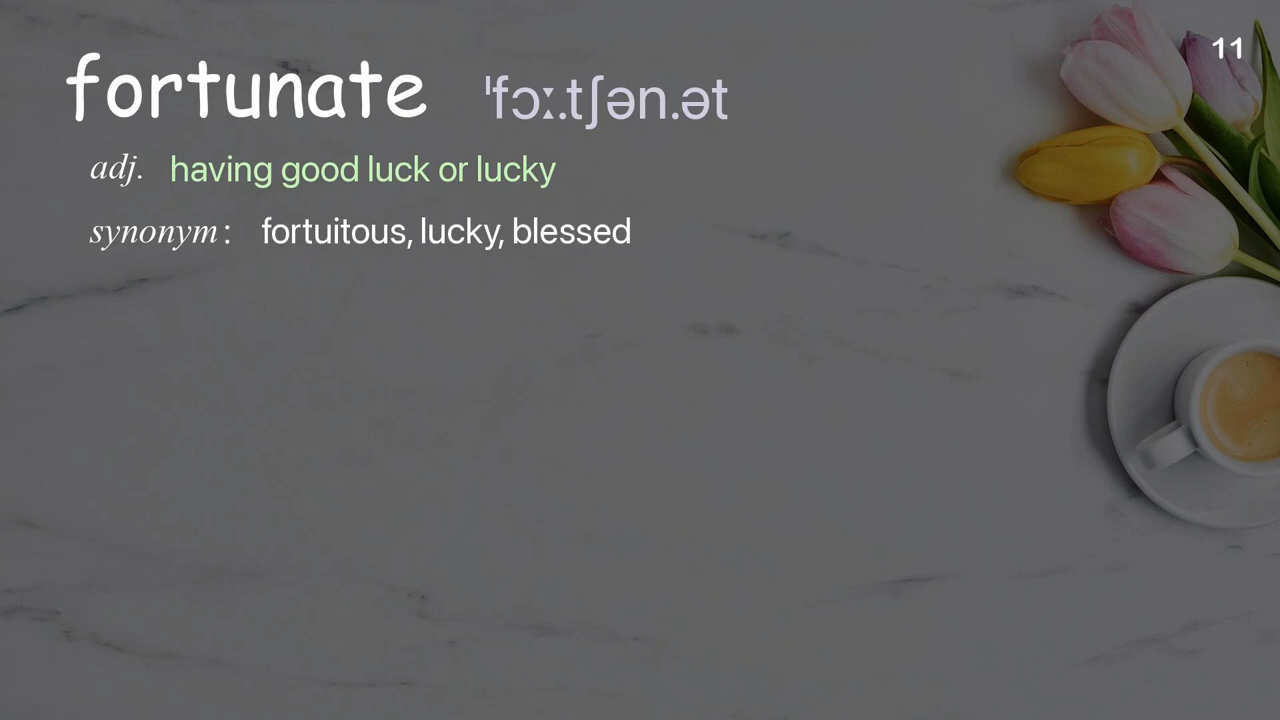 11
fortunate ˈfɔː.tʃən.ət
adj. having good luck or lucky
synonym: fortuitous, lucky, blessed